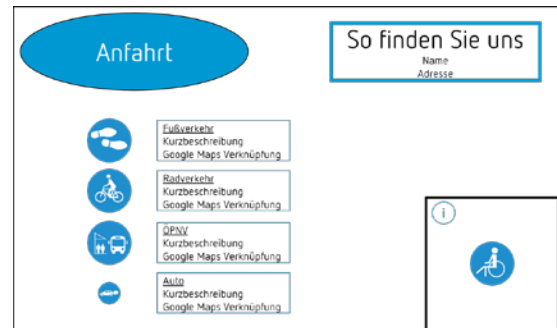 Anfahrt
So finden Sie uns
Name
Adresse
Fußverkehr
Kurzbeschreibung
Google Maps Verknüpfung
Radverkehr
Kurzbeschreibung
Google Maps Verknüpfung
ÖPNV
Kurzbeschreibung
Google Maps Verknüpfung
Auto
Kurzbeschreibung
Google Maps Verknüpfung
i